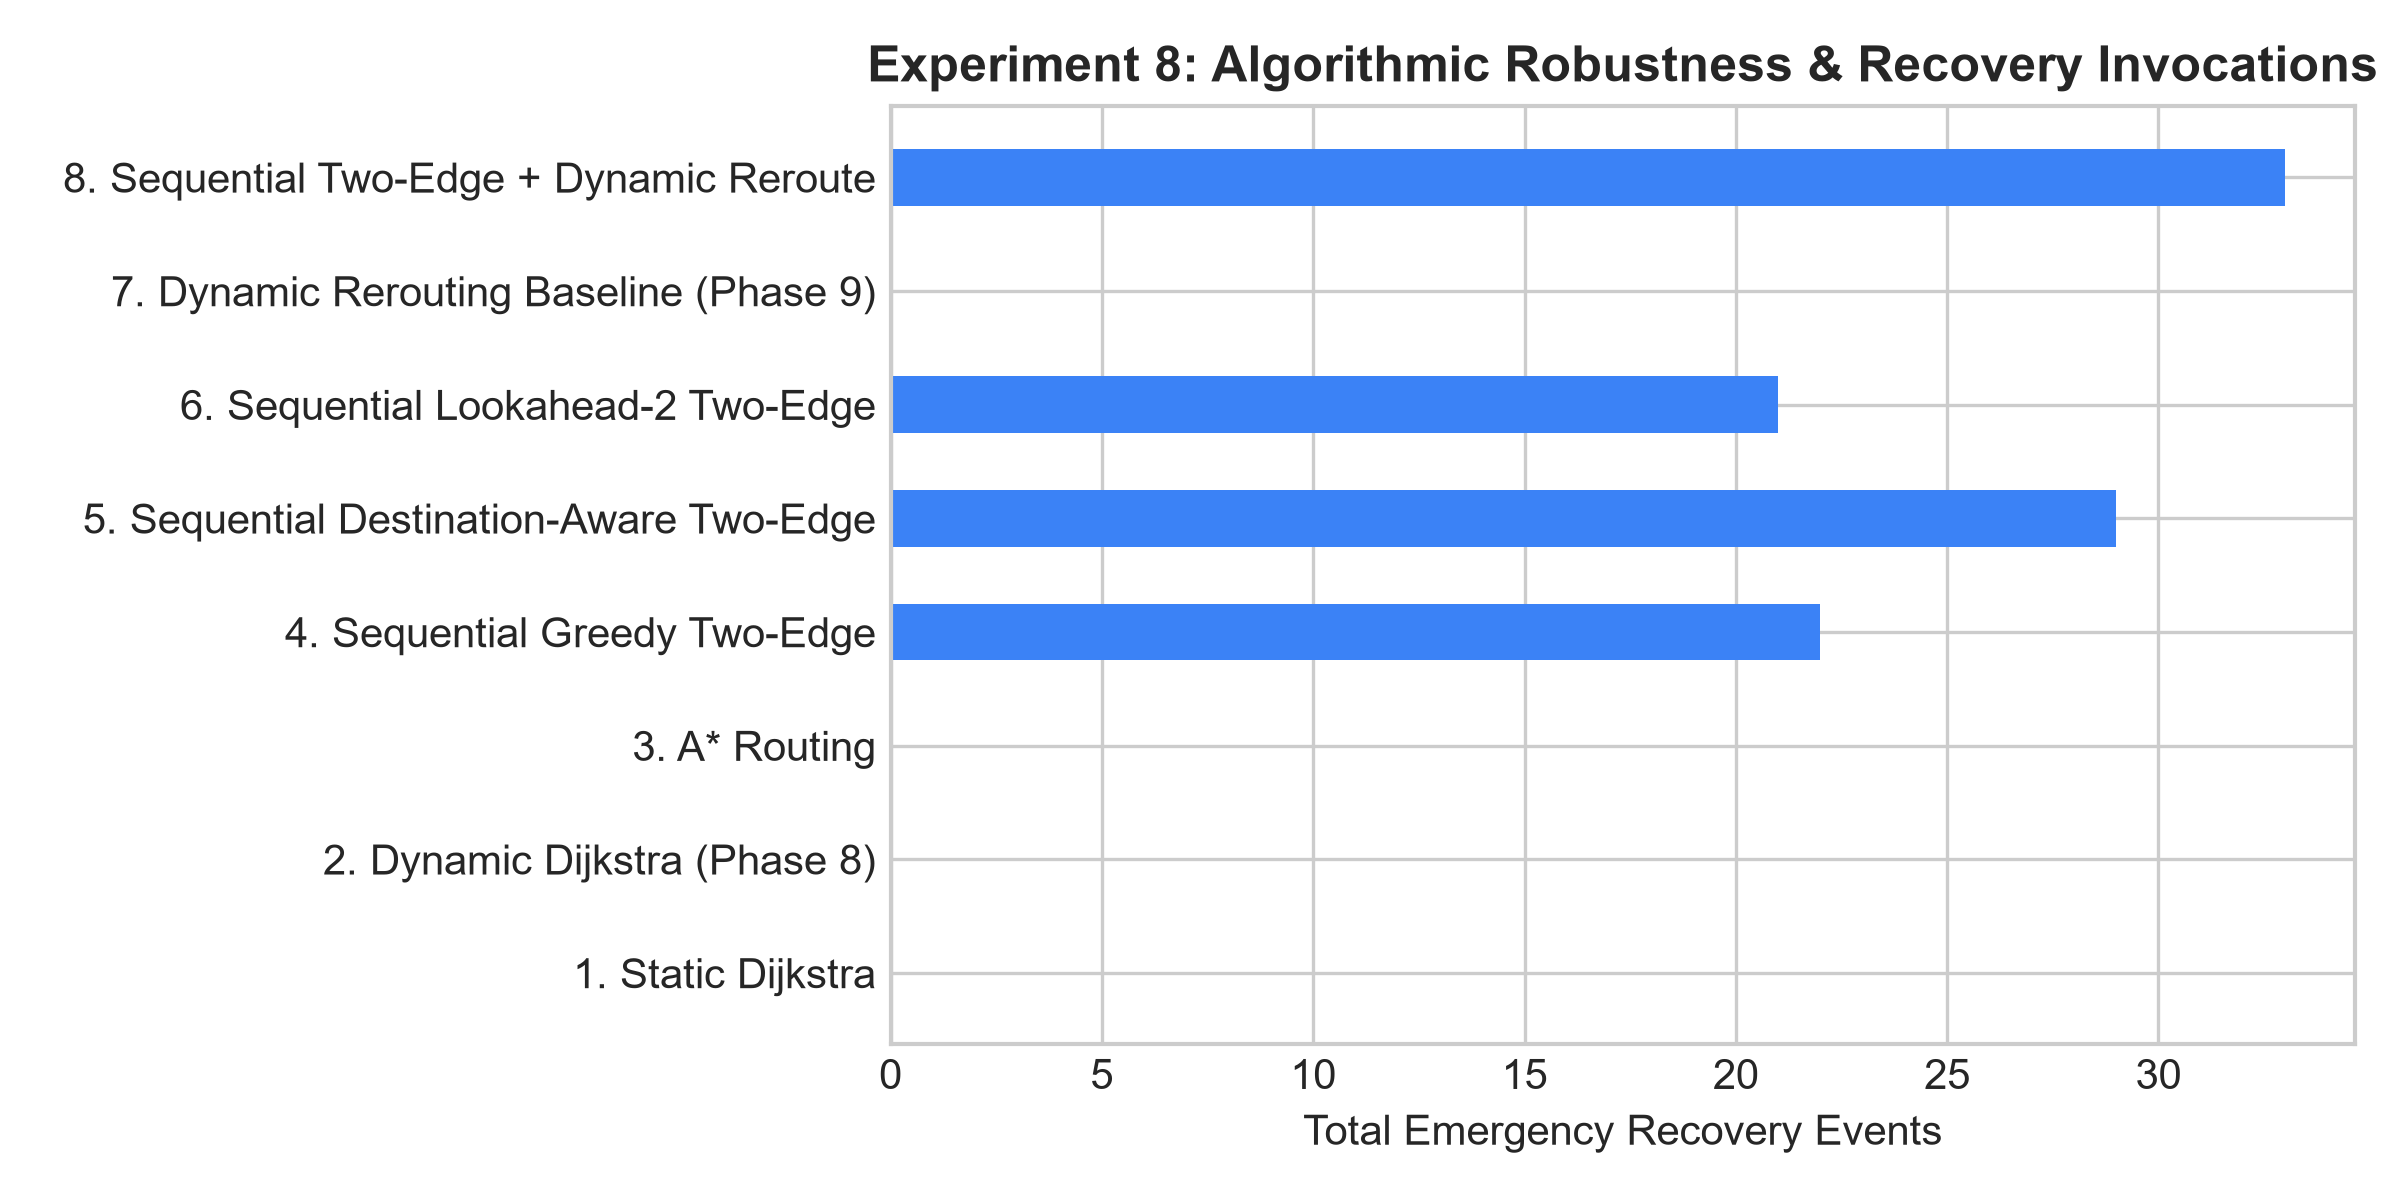 Experiment 8: Algorithmic Robustness & Recovery Invocations
8. Sequential Two-Edge + Dynamic Reroute
7. Dynamic Rerouting Baseline (Phase 9)
6. Sequential Lookahead-2 Two-Edge
5. Sequential Destination-Aware Two-Edge
4. Sequential Greedy Two-Edge
3. A* Routing
2. Dynamic Dijkstra (Phase 8)
1. Static Dijkstra
0 5 10 15 20 25 30
Total Emergency Recovery Events